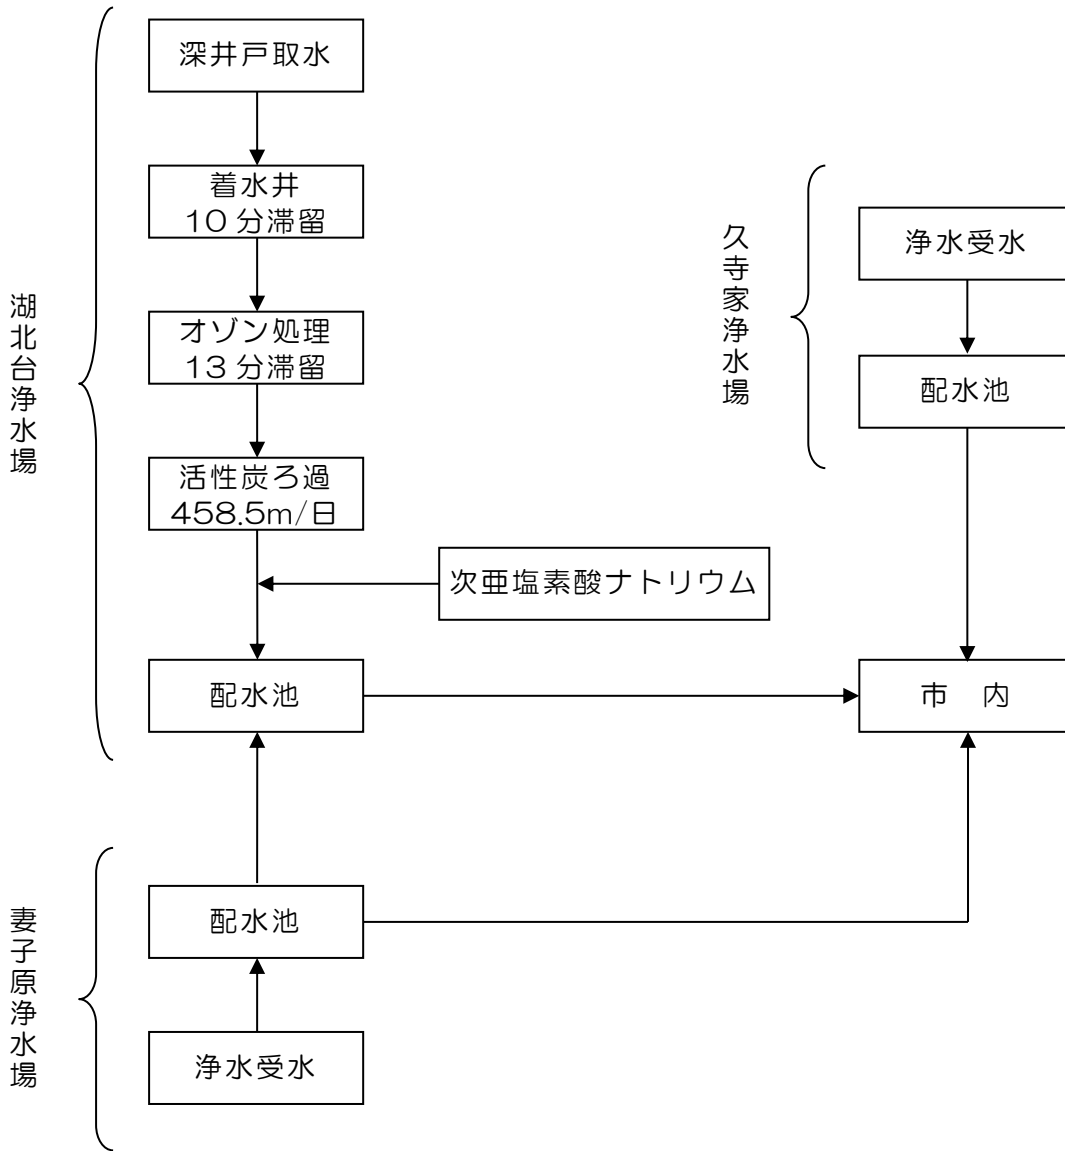 湖北台浄水場
深井戸取水
着水井
10分滞留
オゾン処理
13分滞留
活性炭ろ過
458.5m/日
次亜塩素酸ナトリウム
配水池
久寺家浄水場
浄水受水
配水池
市 内
妻子原浄水場
配水池
浄水受水